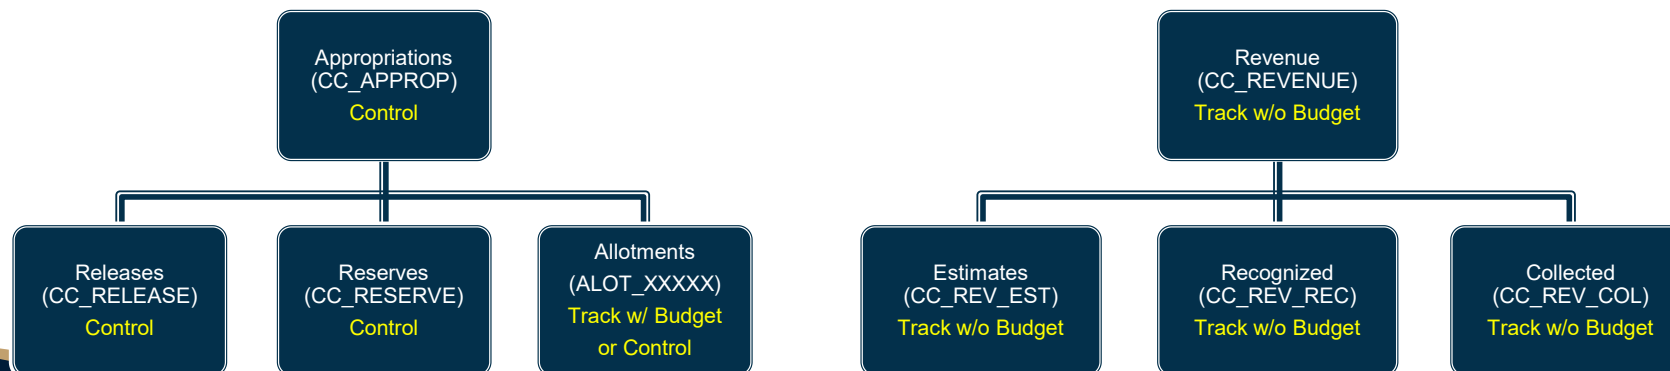 Appropriations
(CC_APPROP)
Control
Revenue
(CC_REVENUE)
Track w/o Budget
Releases
(CC_RELEASE)
Control
Reserves
(CC_RESERVE)
Control
Allotments
(ALOT_XXXXX)
Track w/ Budget
or Control
Estimates
(CC_REV_EST)
Track w/o Budget
Recognized
(CC_REV_REC)
Track w/o Budget
Collected
(CC_REV_COL)
Track w/o Budget